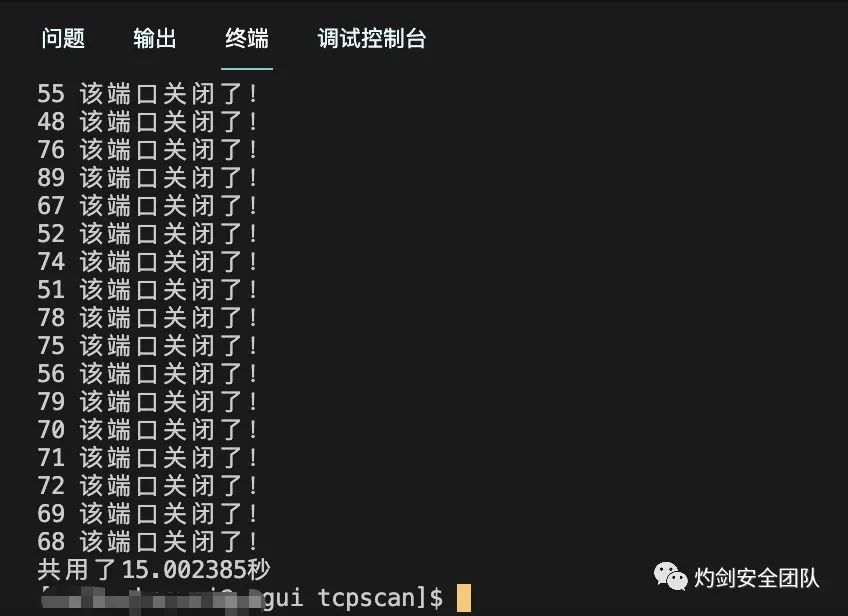 问题 输出 终端 调试控制台
55 该端口关闭了!
48 该端口关闭了!
76 该端口关闭了!
89 该端口关闭了!
67 该端口关闭了!
52 该端口关闭了!
74 该端口关闭了!
51 该端口关闭了!
78 该端口关闭了!
75 该端口关闭了!
56 该端口关闭了!
79 该端口关闭了!
70 该端口关闭了!
71 该端口关闭了!
72 该端口关闭了!
69 该端口关闭了!
68 该端口关闭了!
共用了15.002385秒
gui tcpscan]$
灼剑安全团队